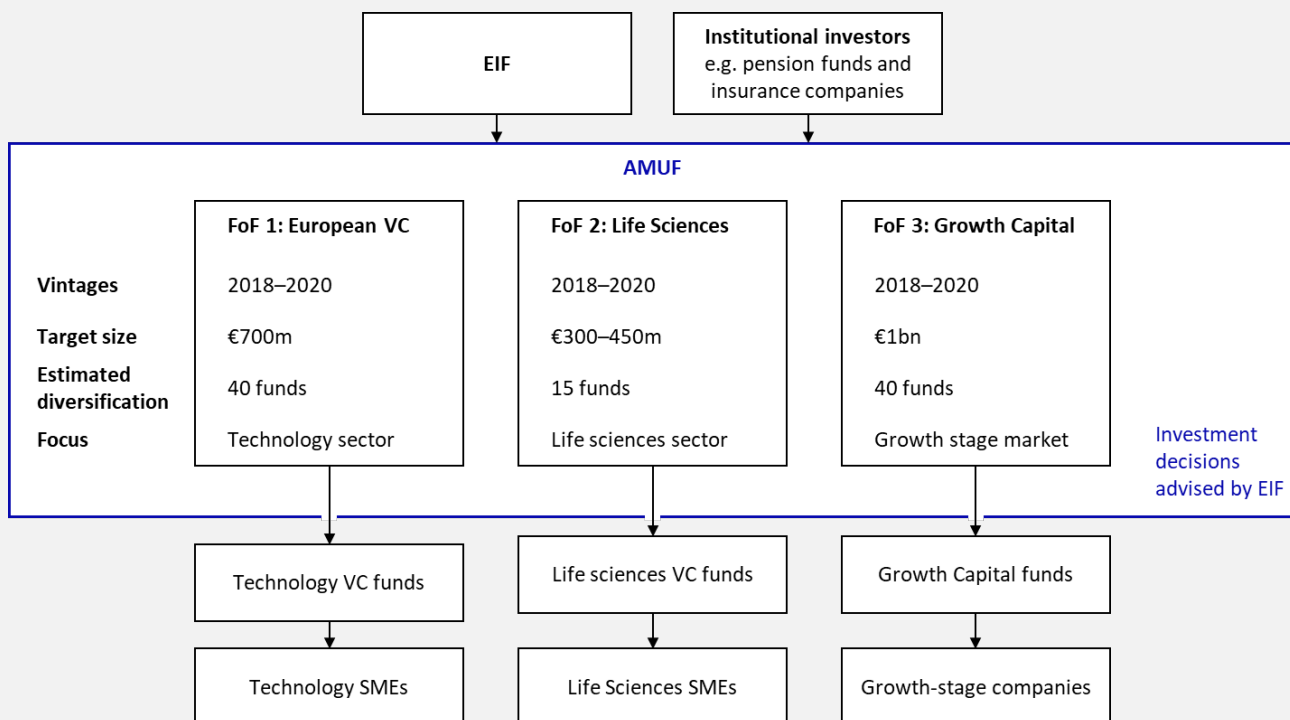 EIF
Institutional investors
e.g. pension funds and
insurance companies
AMUF
FoF 1: European VC
FoF 2: Life Sciences
FoF 3: Growth Capital
Vintages
2018–2020
2018–2020
2018–2020
Target size
€700m
€300–450m
€1bn
Estimated
diversification
40 funds
15 funds
40 funds
Focus
Technology sector
Life sciences sector
Growth stage market
Investment
decisions
advised by EIF
Technology VC funds
Life sciences VC funds
Growth Capital funds
Technology SMEs
Life Sciences SMEs
Growth-stage companies